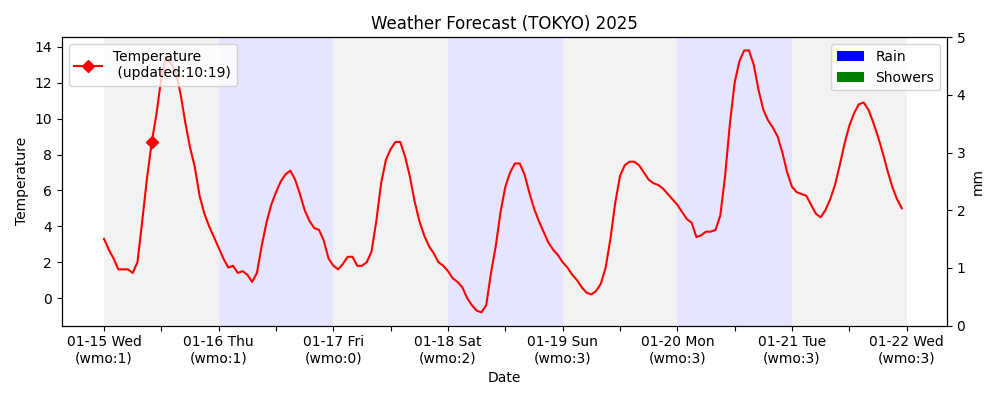 Weather Forecast (TOKYO) 2025
Temperature
(updated:10:19)
Rain
Showers
14
12
10
8
6
4
2
0
Temperature
5
4
3
2
1
0
mm
01-15 Wed
(wmo:1)
01-16 Thu
(wmo:1)
01-17 Fri
(wmo:0)
01-18 Sat
(wmo:2)
01-19 Sun
(wmo:3)
01-20 Mon
(wmo:3)
01-21 Tue
(wmo:3)
01-22 Wed
(wmo:3)
Date